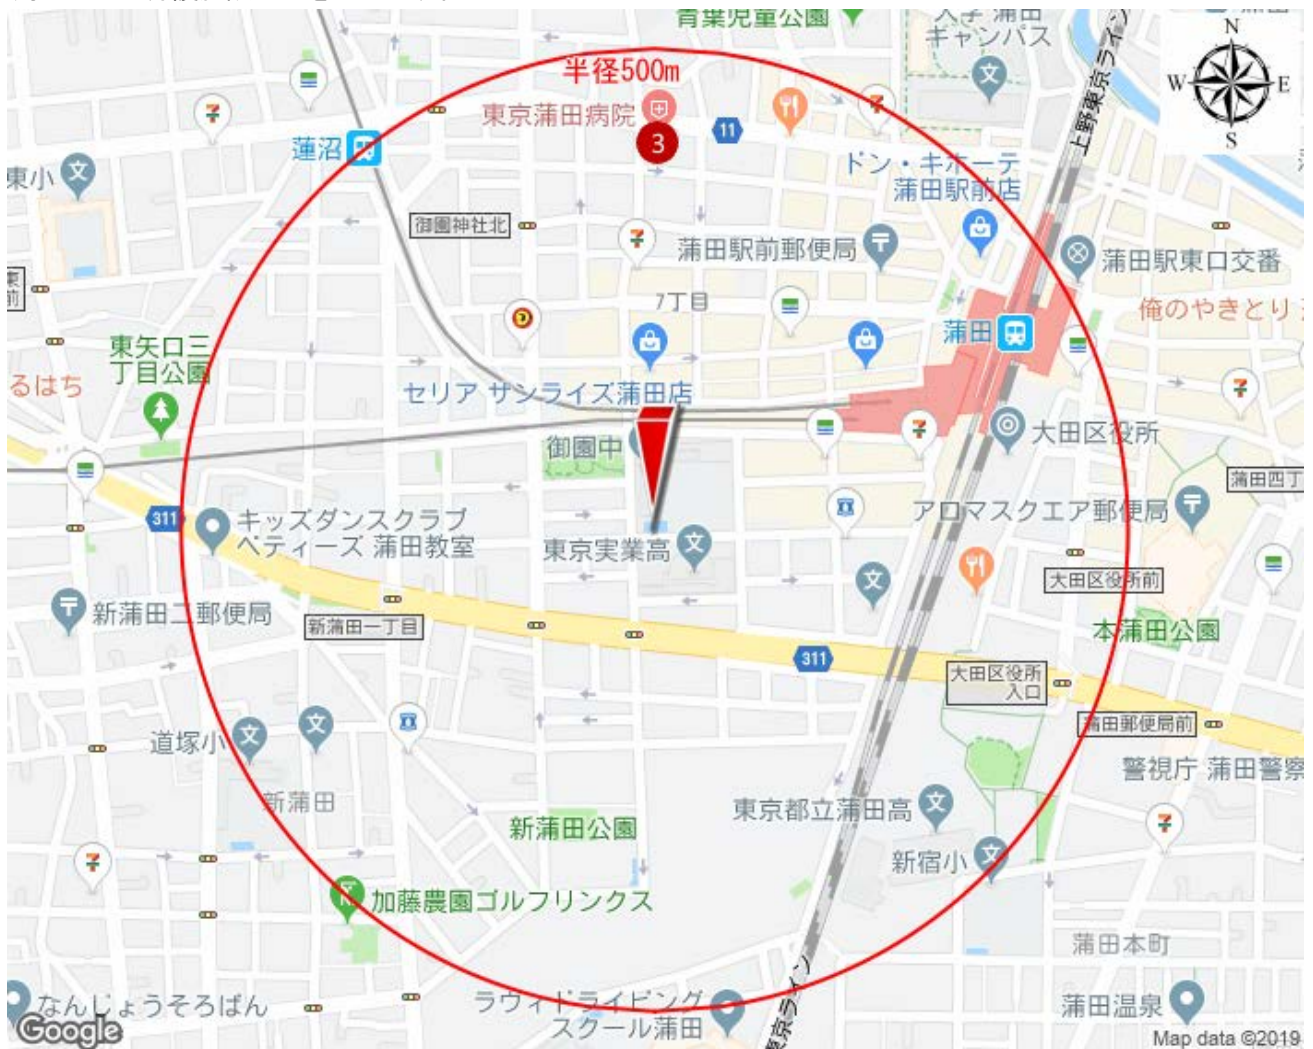 青葉児童公園
大学 蒲田
キャンパス
N
W
E
S
半径500m
東京蒲田病院
3
11
上野東京ライン
蓮沼
東小
ドン・キホーテ
蒲田駅前店
御園神社北
蒲田駅前郵便局
蒲田駅東口交番
7丁目
俺のやきとり
蒲田
東矢口三
丁目公園
るはち
セリア サンライズ蒲田店
御園中
大田区役所
蒲田四丁
アロマスクエア郵便局
311
キッズダンスクラブ
ベティーズ 蒲田教室
東京実業高
大田区役所前
新蒲田二郵便局
新蒲田一丁目
本蒲田公園
311
大田区役所
入口
蒲田郵便局前
道塚小
警視庁 蒲田警察
新蒲田
東京都立蒲田高
新蒲田公園
新宿小
加藤農園ゴルフリンクス
蒲田本町
なんじょうそろばん
ラヴィドライビング
スクール蒲田
東京ライン
蒲田温泉
Google
Map data ©2019